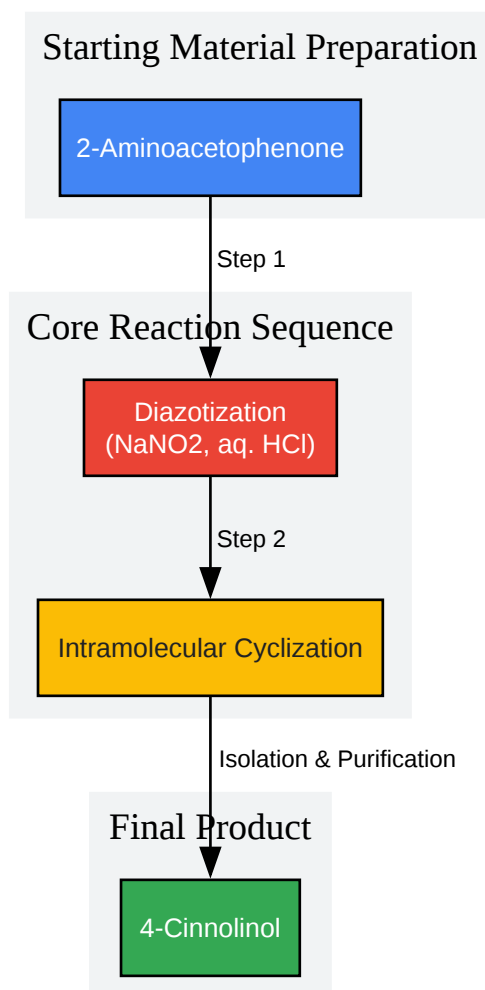 Starting Material Preparation
2-Aminoacetophenone
Step 1
Core Reaction Sequence
Diazotization
(NaNO2, aq. HCl)
Step 2
Intramolecular Cyclization
Isolation & Purification
Final Product
4-Cinnolinol